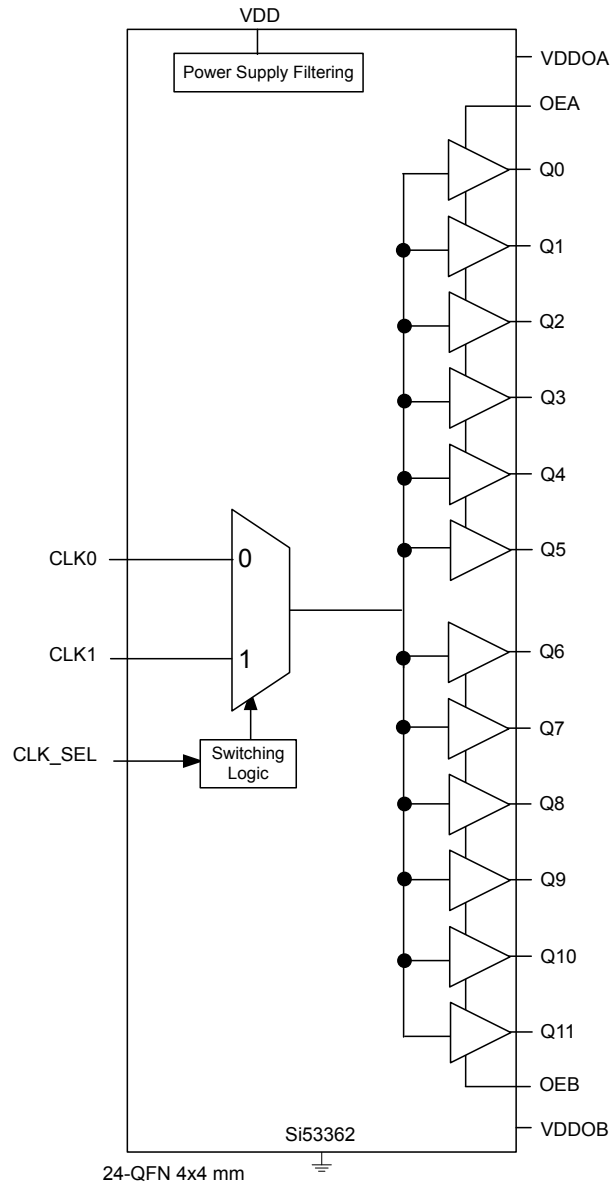 VDD
Power Supply Filtering
VDDOA
OEA
Q0
Q1
Q2
Q3
Q4
Q5
CLK0
0
CLK1
1
CLK_SEL
Switching
Logic
Q6
Q7
Q8
Q9
Q10
Q11
OEB
VDDOB
Si53362
24-QFN 4x4 mm